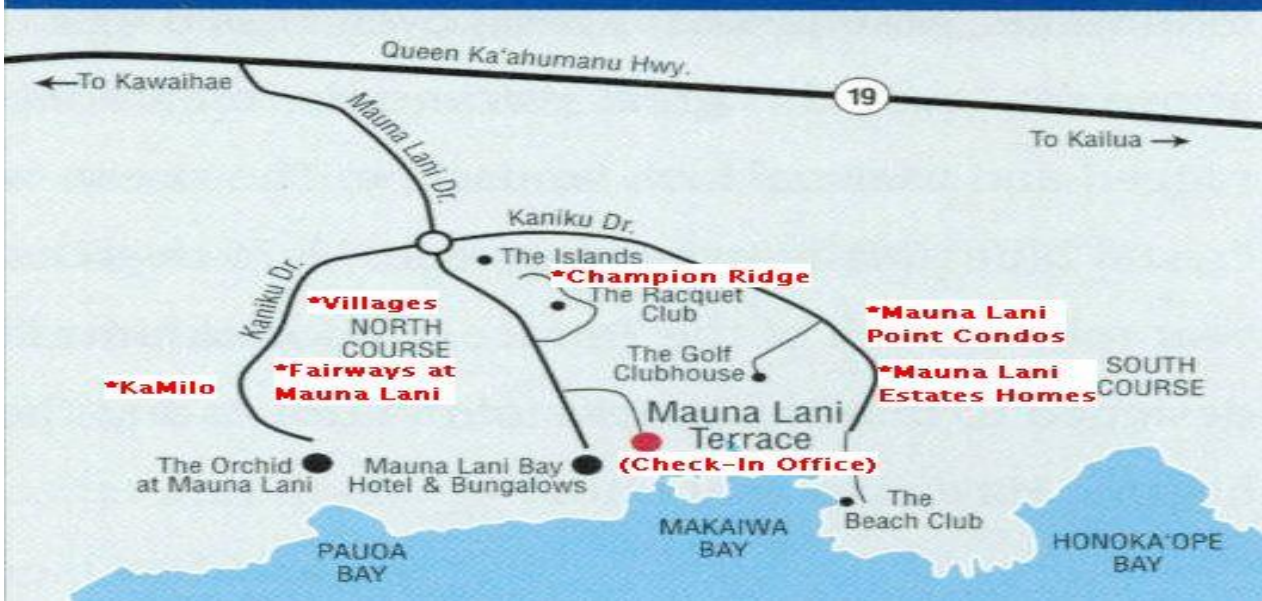 Queen Ka'ahumanu Hwy.
←To Kawaihae
19
To Kailua →
Mauna Lani Dr.
Kaniku Dr.
The Islands
*Champion Ridge
The Racquet
Club
Kaniku Dr.
*Villages
NORTH
COURSE
*Fairways at
Mauna Lani
*KaMilo
*Mauna Lani
Point Condos
The Golf
Clubhouse
*Mauna Lani
Estates Homes
SOUTH
COURSE
Mauna Lani
Terrace
(Check-In Office)
The Orchid
at Mauna Lani
Mauna Lani Bay
Hotel & Bungalows
The
Beach Club
PAUOA
BAY
MAKAIWA
BAY
HONOKA'OPE
BAY